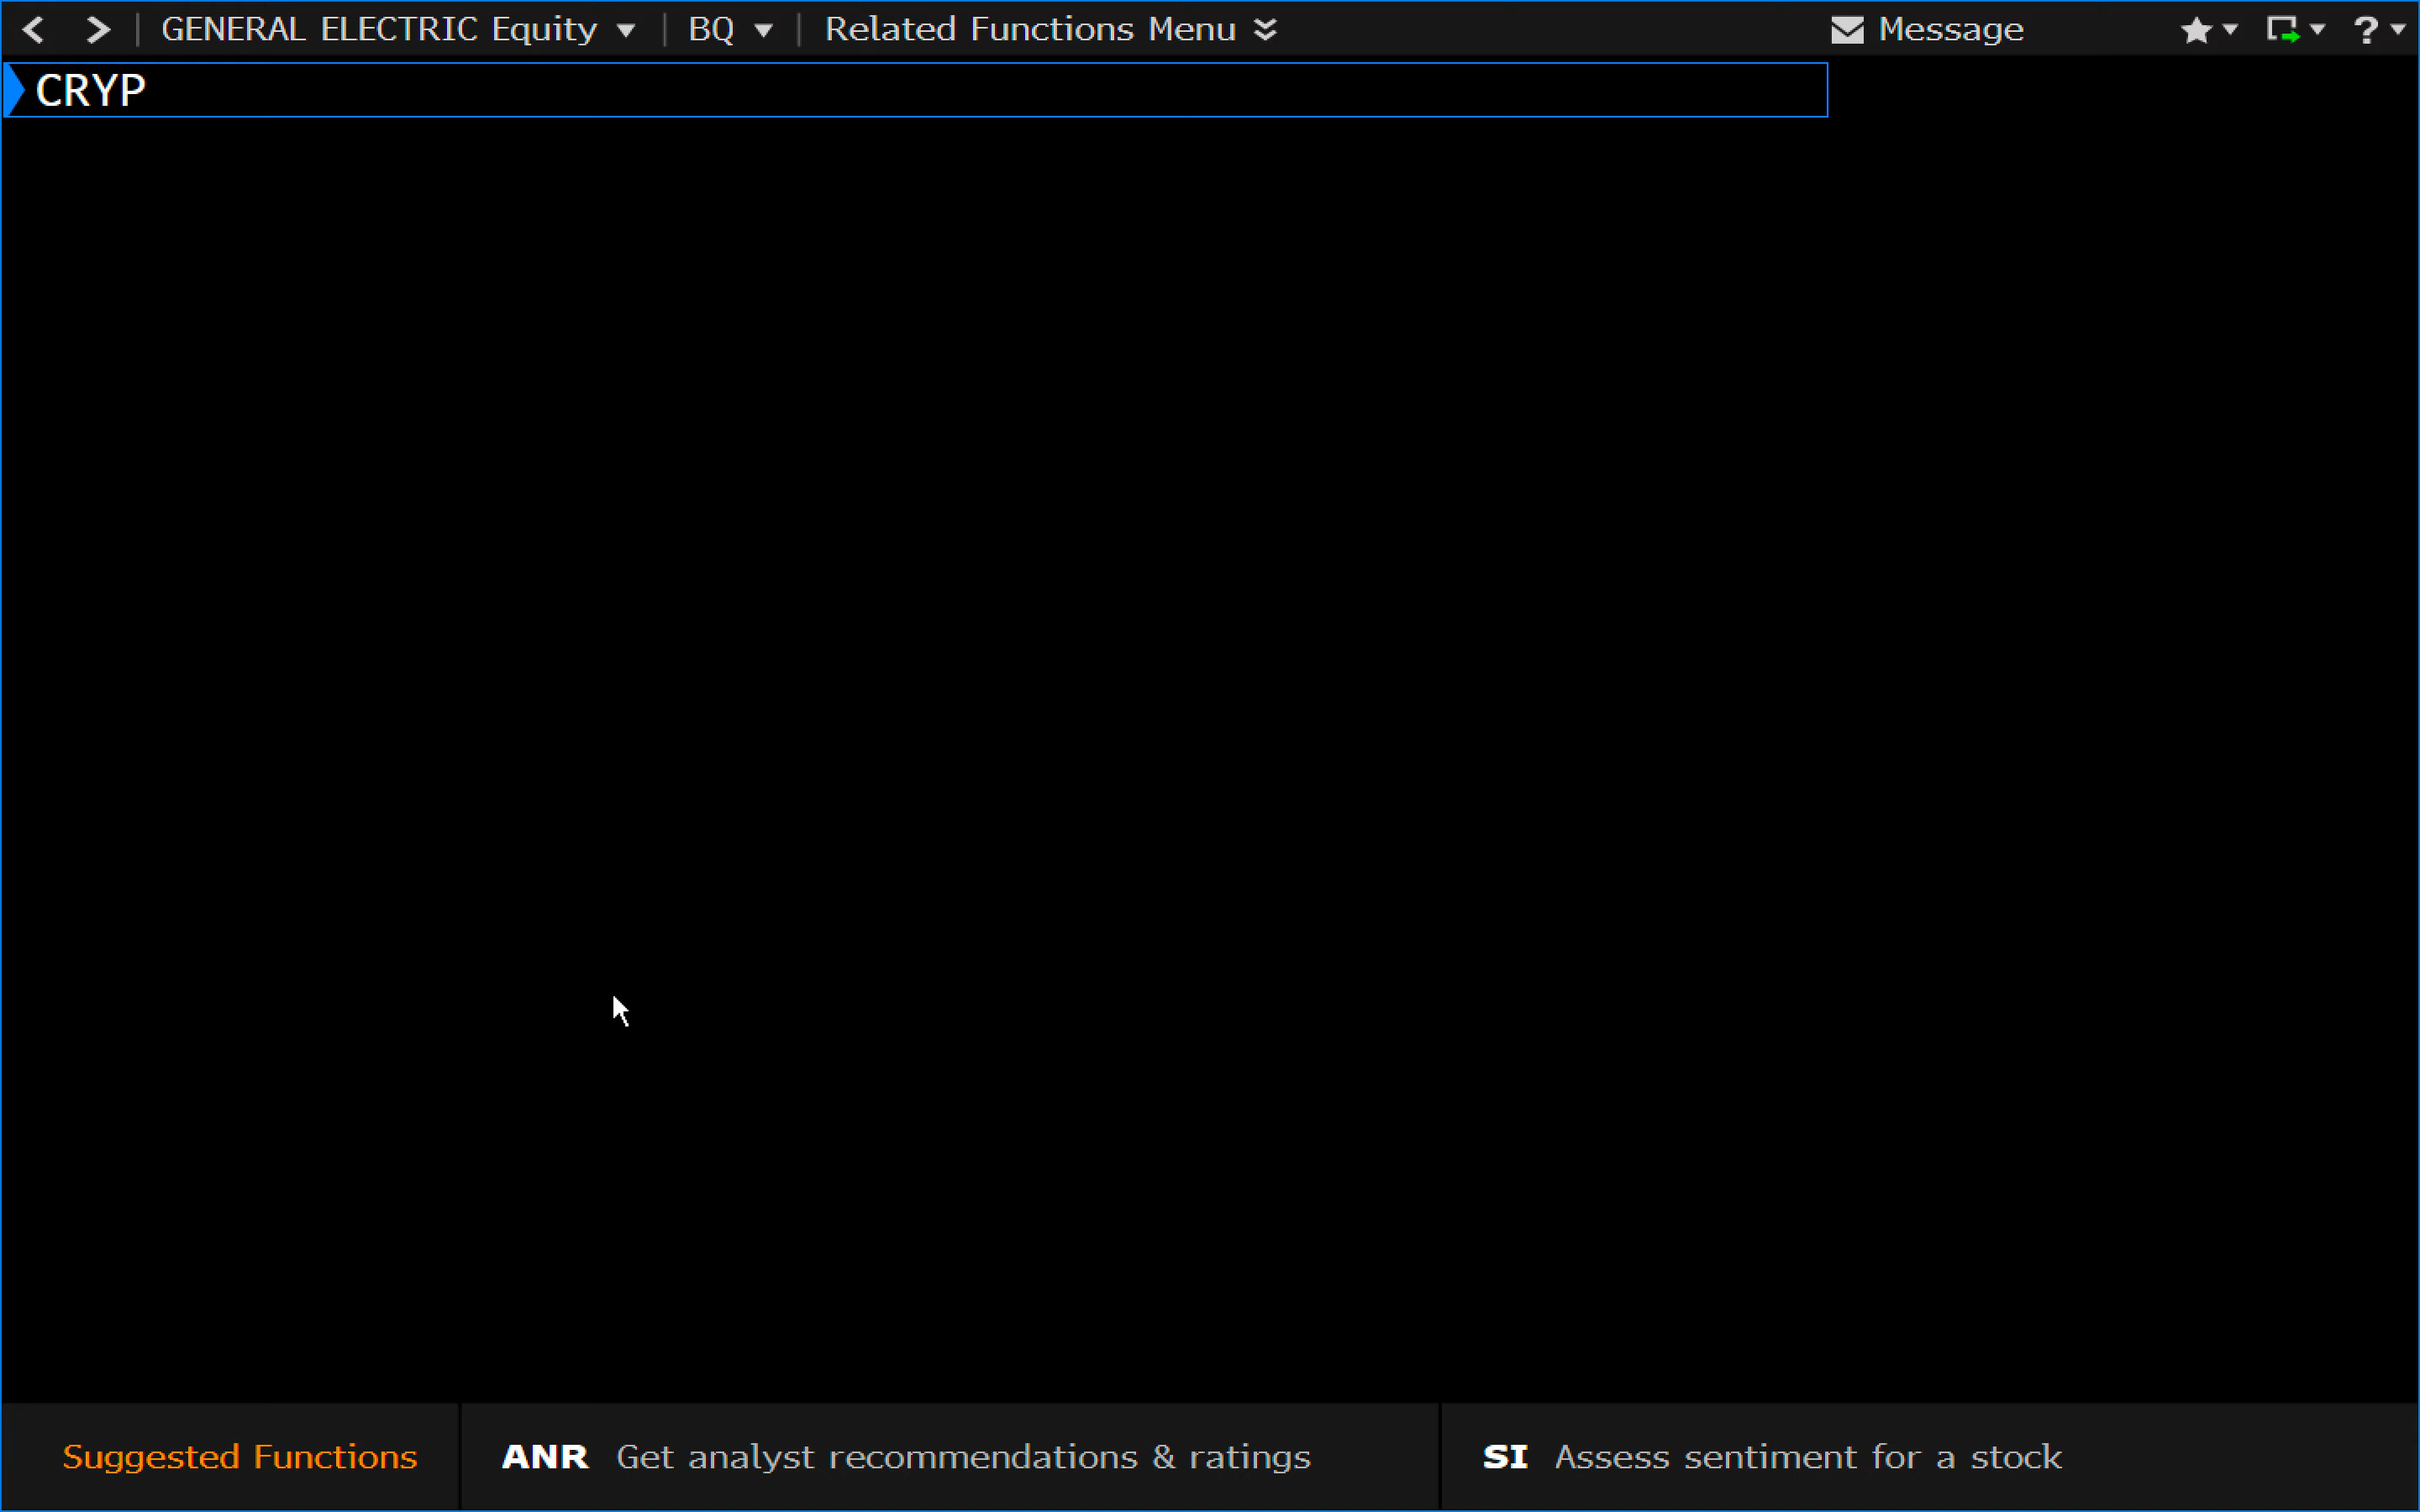 GENERAL ELECTRIC Equity BQ Related Functions Menu Message ?
CRYP
Suggested Functions ANR Get analyst recommendations & ratings SI Assess sentiment for a stock